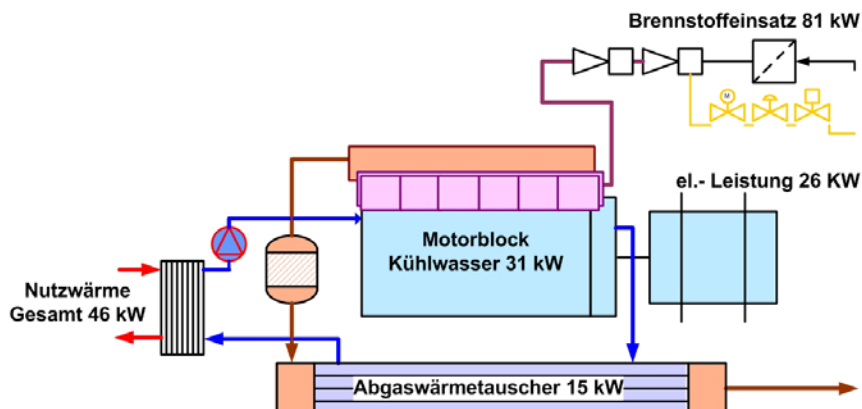 Brennstoffeinsatz 81 kW
M
el.- Leistung 26 KW
Motorblock
Kühlwasser 31 kW
Nutzwärme
Gesamt 46 kW
Abgaswärmetauscher 15 kW